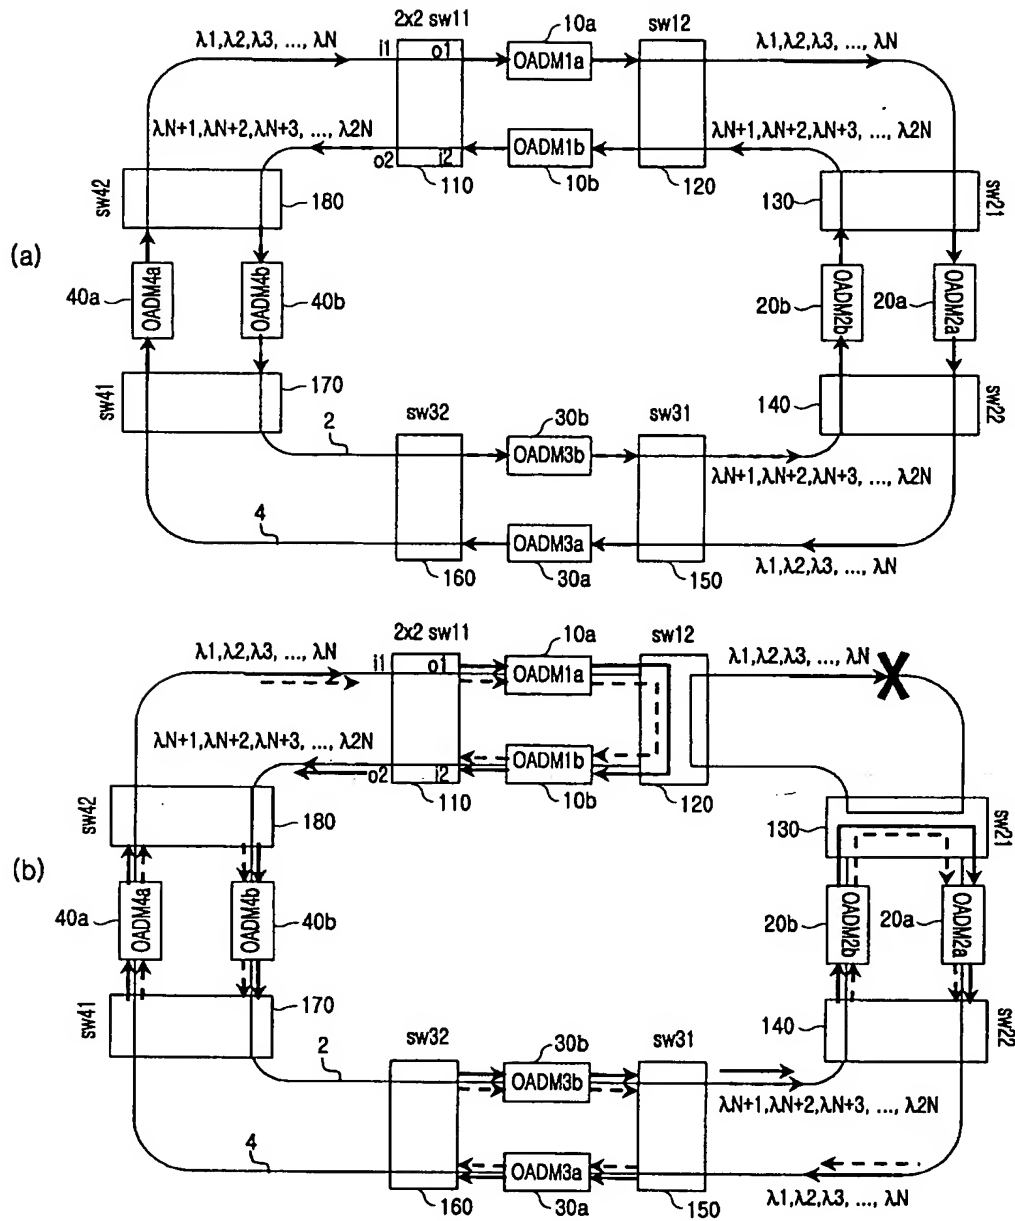 2x2 sw11
10a
sw12
λ1,λ2,λ3, ..., λN
i1
o1
OADM1a
λ1,λ2,λ3, ..., λN
λN+1,λN+2,λN+3, ..., λ2N
o2
i2
OADM1b
λN+1,λN+2,λN+3, ..., λ2N
110
10b
120
sw42
180
130
sw21
(a)
40a
OADM4a
OADM4b
40b
20b
OADM2b
20a
OADM2a
sw41
170
140
sw22
2
sw32
30b
sw31
OADM3b
λN+1,λN+2,λN+3, ..., λ2N
4
OADM3a
160
30a
150
λ1,λ2,λ3, ..., λN
2x2 sw11
10a
sw12
λ1,λ2,λ3, ..., λN
i1
o1
OADM1a
λ1,λ2,λ3, ..., λN
X
λN+1,λN+2,λN+3, ..., λ2N
o2
i2
OADM1b
110
10b
120
sw42
180
130
sw21
(b)
40a
OADM4a
OADM4b
40b
20b
OADM2b
20a
OADM2a
sw41
170
140
sw22
2
sw32
30b
sw31
OADM3b
λN+1,λN+2,λN+3, ..., λ2N
4
OADM3a
160
30a
150
λ1,λ2,λ3, ..., λN